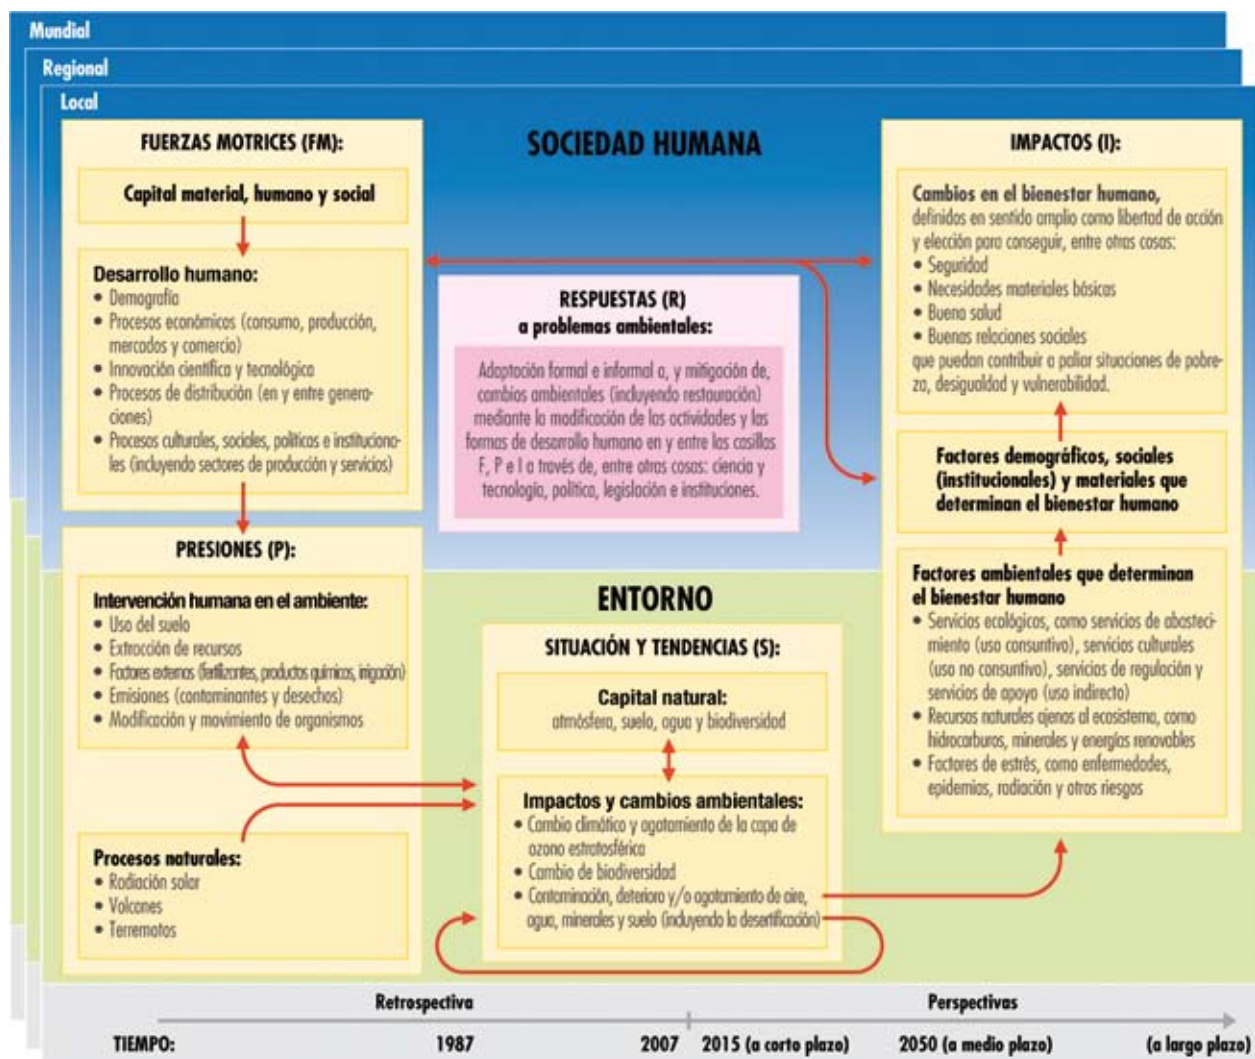 Mundial
Regional
Local
FUERZAS MOTRICES (FM):
Capital material, humano y social
Desarrollo humano:
• Demografía
• Procesos económicos (consumo, producción,
mercados y comercio)
• Innovación científica y tecnológica
• Procesos de distribución (en y entre genera-
ciones)
• Procesos culturales, sociales, políticos e instituciona-
les (incluyendo sectores de producción y servicios)
PRESIONES (P):
Intervención humana en el ambiente:
• Uso del suelo
• Extracción de recursos
• Factores externos (fertilizantes, productos químicos, irrigación)
• Emisiones (contaminantes y desechos)
• Modificación y movimiento de organismos
Procesos naturales:
• Radiación solar
• Volcanes
• Terremotos
SOCIEDAD HUMANA
RESPUESTAS (R)
a problemas ambientales:
Adaptación formal e informal a, y mitigación de,
cambios ambientales (incluyendo restauración)
mediante la modificación de las actividades y las
formas de desarrollo humano en y entre las casillas
F, P e I a través de, entre otras cosas: ciencia y
tecnología, política, legislación e instituciones.
ENTORNO
SITUACIÓN Y TENDENCIAS (S):
Capital natural:
atmósfera, suelo, agua y biodiversidad
Impactos y cambios ambientales:
• Cambio climático y agotamiento de la capa de
ozono estratosférica
• Cambio de biodiversidad
• Contaminación, deterioro y/o agotamiento de aire,
agua, minerales y suelo (incluyendo la desertificación)
IMPACTOS (I):
Cambios en el bienestar humano,
definidos en sentido amplio como libertad de acción
y elección para conseguir, entre otras cosas:
• Seguridad
• Necesidades materiales básicas
• Buena salud
• Buenas relaciones sociales
que puedan contribuir a paliar situaciones de pobre-
za, desigualdad y vulnerabilidad.
Factores demográficos, sociales
(institucionales) y materiales que
determinan el bienestar humano
Factores ambientales que determinan
el bienestar humano
• Servicios ecológicos, como servicios de abasteci-
miento (uso consuntivo), servicios culturales
(uso no consuntivo), servicios de regulación y
servicios de apoyo (uso indirecto)
• Recursos naturales ajenos al ecosistema, como
hidrocarburos, minerales y energías renovables
• Factores de estrés, como enfermedades,
epidemias, radiación y otros riesgos
Retrospectiva Perspectivas
TIEMPO: 1987 2007 2015 (a corto plazo) 2050 (a medio plazo) (a largo plazo)